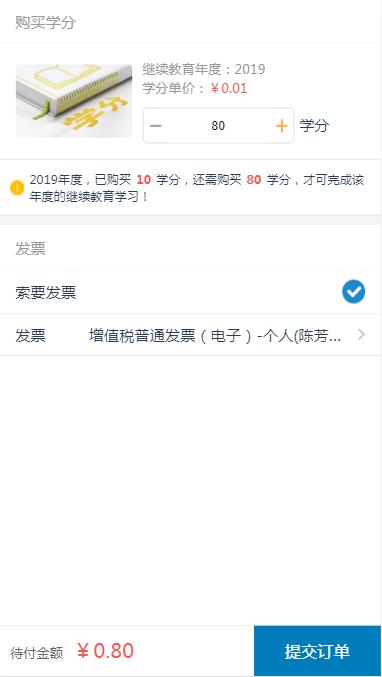 购买学分
学分
继续教育年度：2019
学分单价：￥0.01
80 学分
2019年度，已购买 10 学分，还需购买 80 学分，才可完成该
年度的继续教育学习！
发票
索要发票
发票 增值税普通发票（电子）-个人(陈芳...
待付金额 ￥0.80 提交订单